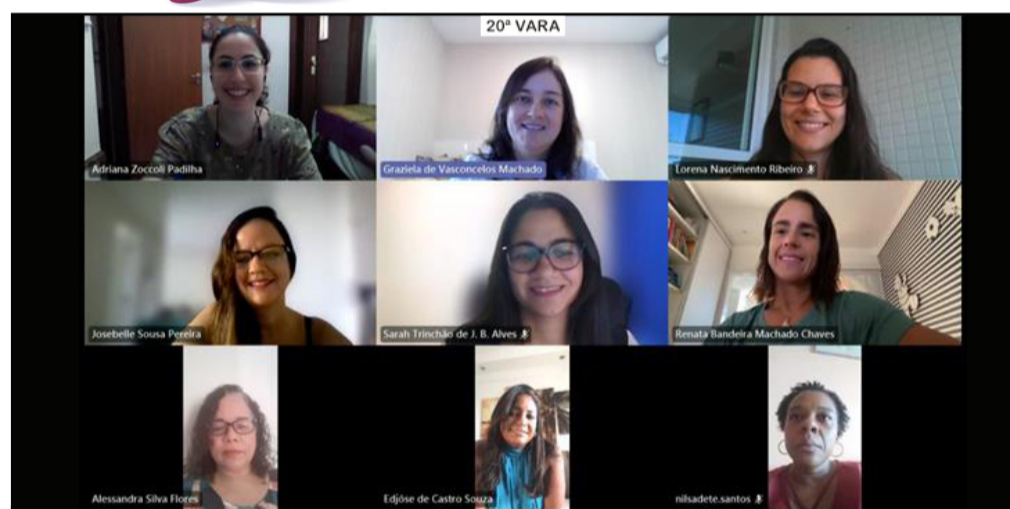 20ª VARA
Adriana Zoccoli Padilha
Graziela de Vasconcelos Machado
Lorena Nascimento Ribeiro
Josebelle Sousa Pereira
Sarah Trinchão de J. B. Alves
Renata Bandeira Machado Chaves
Alessandra Silva Flores
Edjôse de Castro Souza
nilsadete.santos